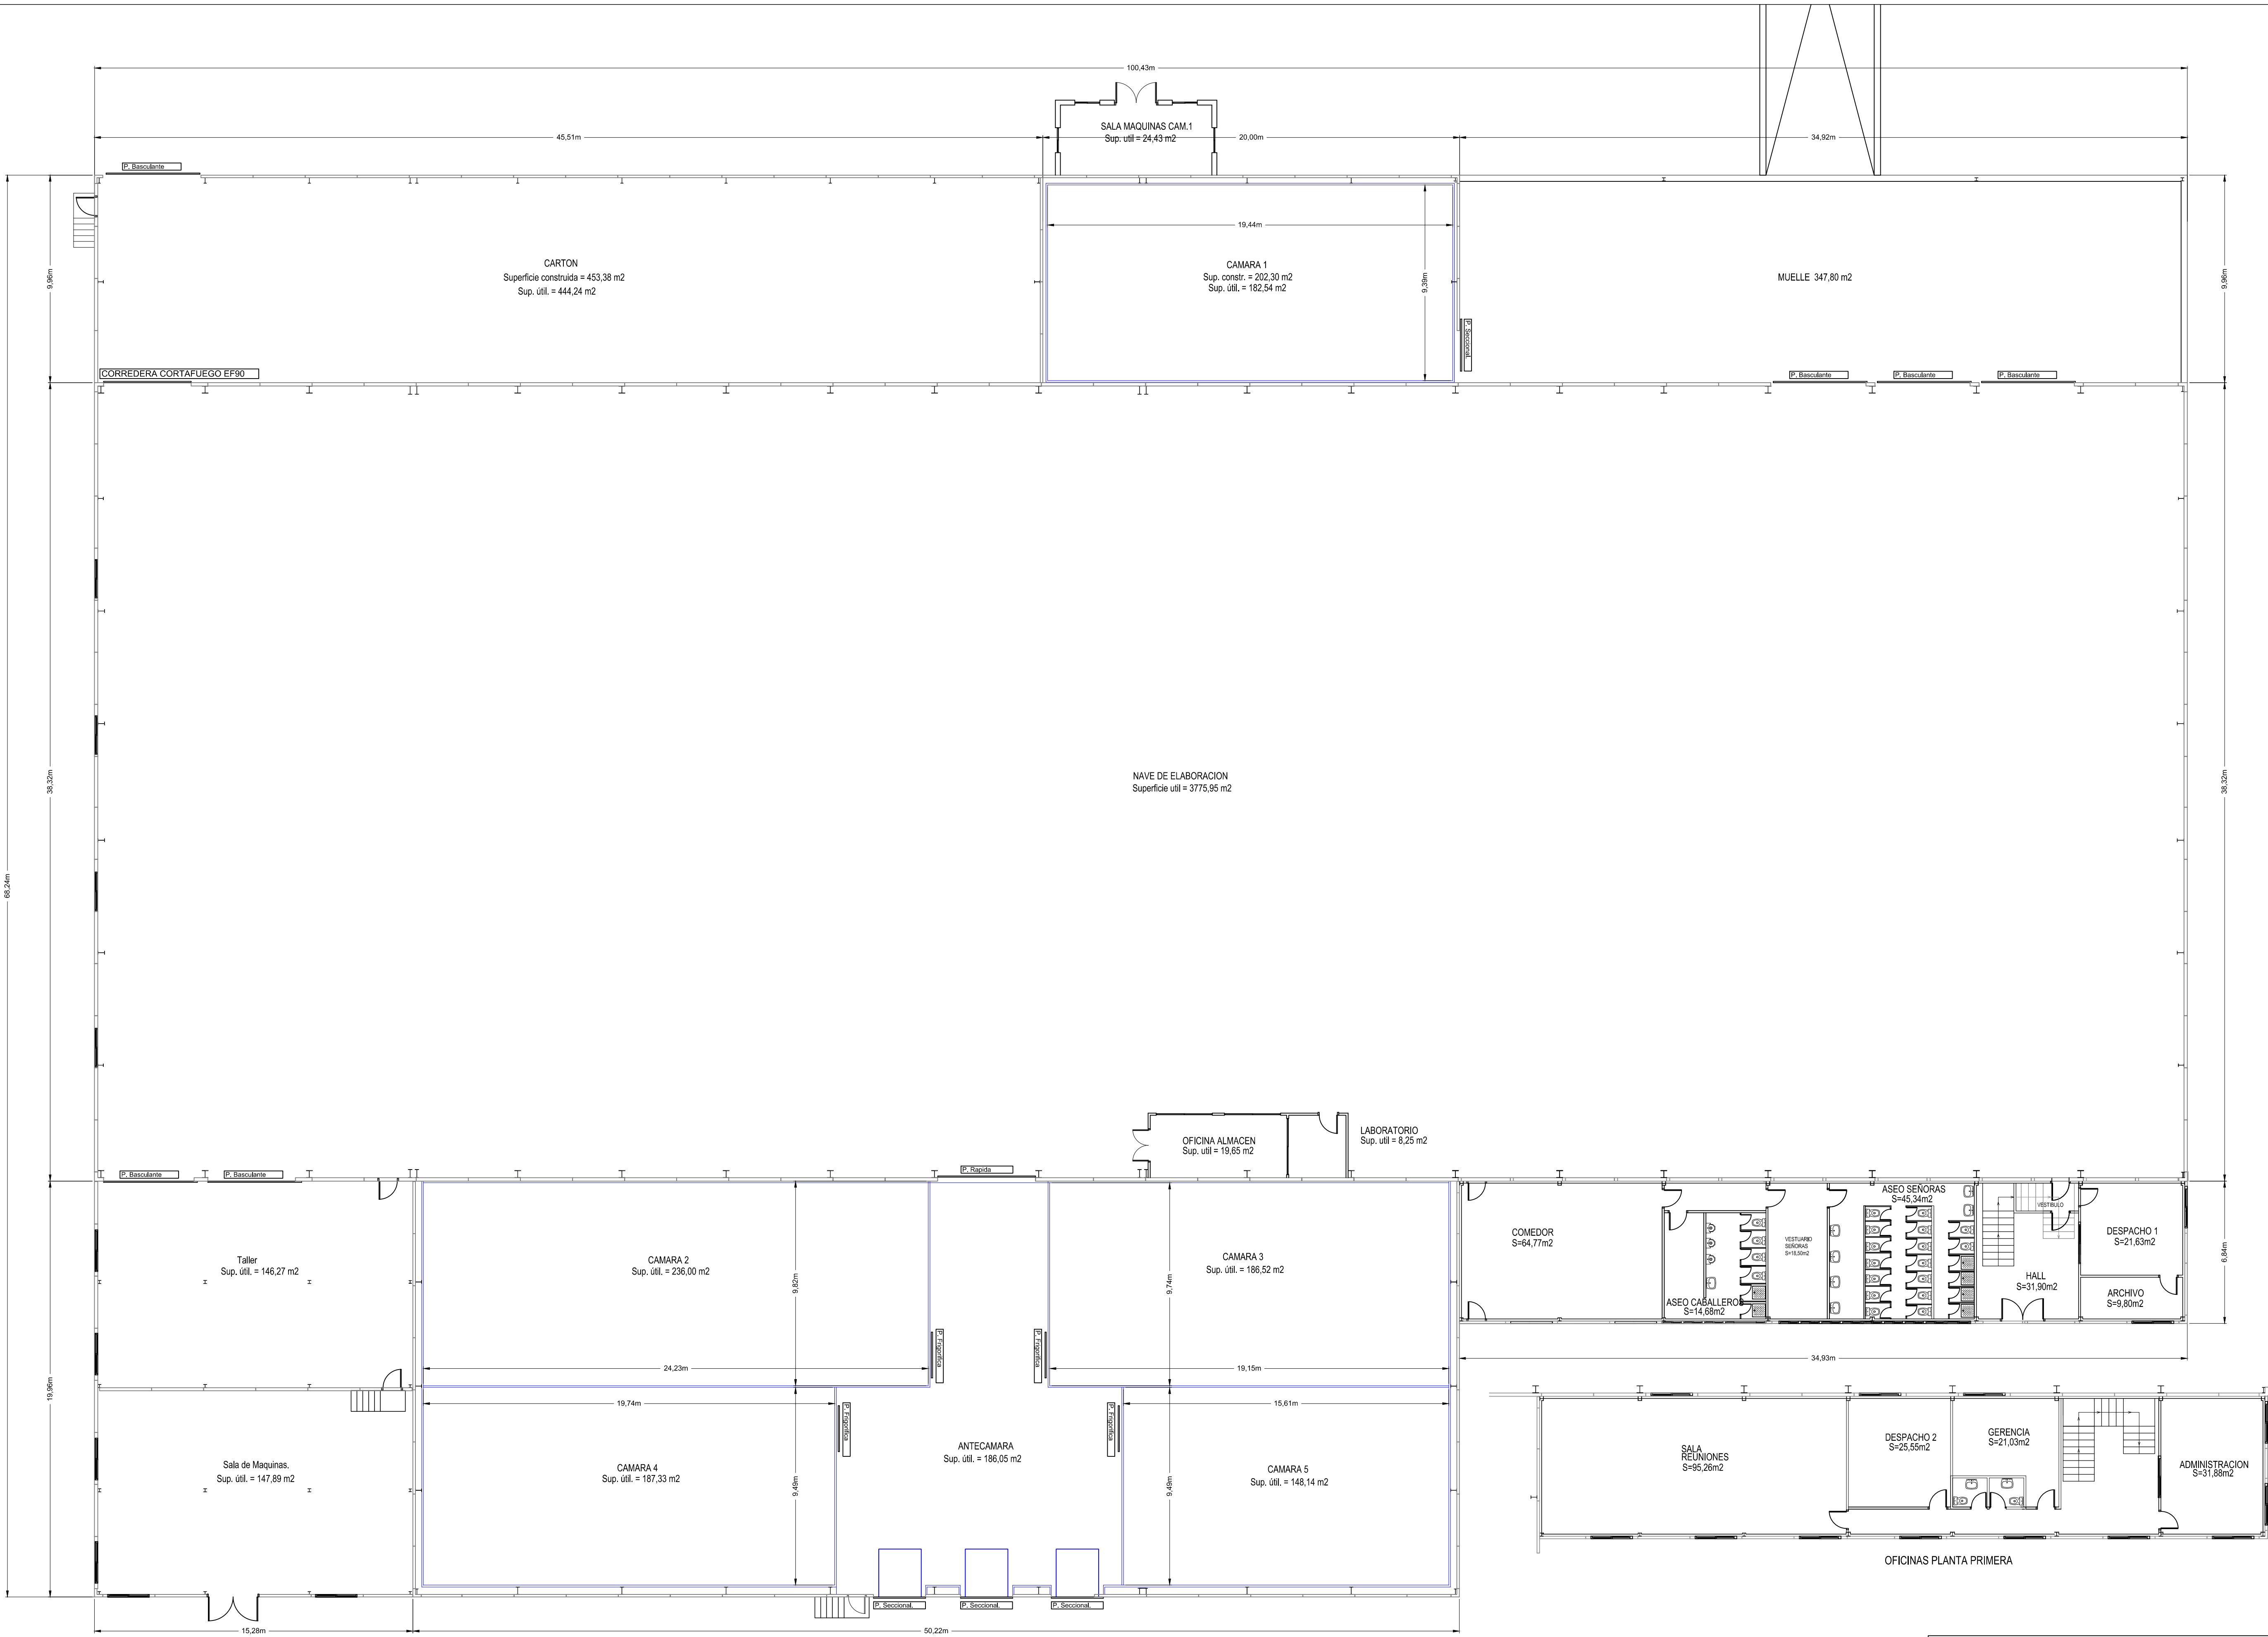 100,43m
SALA MAQUINAS CAM.1
Sup. util = 24,43 m2
45,51m
20,00m
34,92m
P. Basculante
9,96m
CARTON
Superficie construida = 453,38 m2
Sup. útil. = 444,24 m2
19,44m
CAMARA 1
Sup. constr. = 202,30 m2
Sup. útil. = 182,54 m2
9,39m
P. Seccional.
MUELLE 347,80 m2
9,96m
CORREDERA CORTAFUEGO EF90
P. Basculante
P. Basculante
P. Basculante
68,24m
38,32m
NAVE DE ELABORACION
Superficie util = 3775,95 m2
38,32m
OFICINA ALMACEN
Sup. util = 19,65 m2
LABORATORIO
Sup. util = 8,25 m2
P. Basculante
P. Basculante
P. Rapida
Taller
Sup. útil. = 146,27 m2
CAMARA 2
Sup. útil. = 236,00 m2
9,82m
24,23m
P. Frigorifica
P. Frigorifica
CAMARA 3
Sup. útil. = 186,52 m2
9,74m
19,15m
COMEDOR
S=64,77m2
ASEO CABALLEROS
S=14,68m2
VESTUARIO
SEÑORAS
S=18,50m2
ASEO SEÑORAS
S=45,34m2
VESTIBULO
HALL
S=31,90m2
DESPACHO 1
S=21,63m2
ARCHIVO
S=9,80m2
6,84m
34,93m
19,96m
Sala de Maquinas.
Sup. útil. = 147,89 m2
19,74m
CAMARA 4
Sup. útil. = 187,33 m2
9,49m
P. Frigorifica
ANTECAMARA
Sup. útil. = 186,05 m2
P. Frigorifica
9,49m
15,61m
CAMARA 5
Sup. útil. = 148,14 m2
SALA
REUNIONES
S=95,26m2
DESPACHO 2
S=25,55m2
GERENCIA
S=21,03m2
ADMINISTRACION
S=31,88m2
OFICINAS PLANTA PRIMERA
P. Seccional.
P. Seccional.
P. Seccional.
15,28m
50,22m